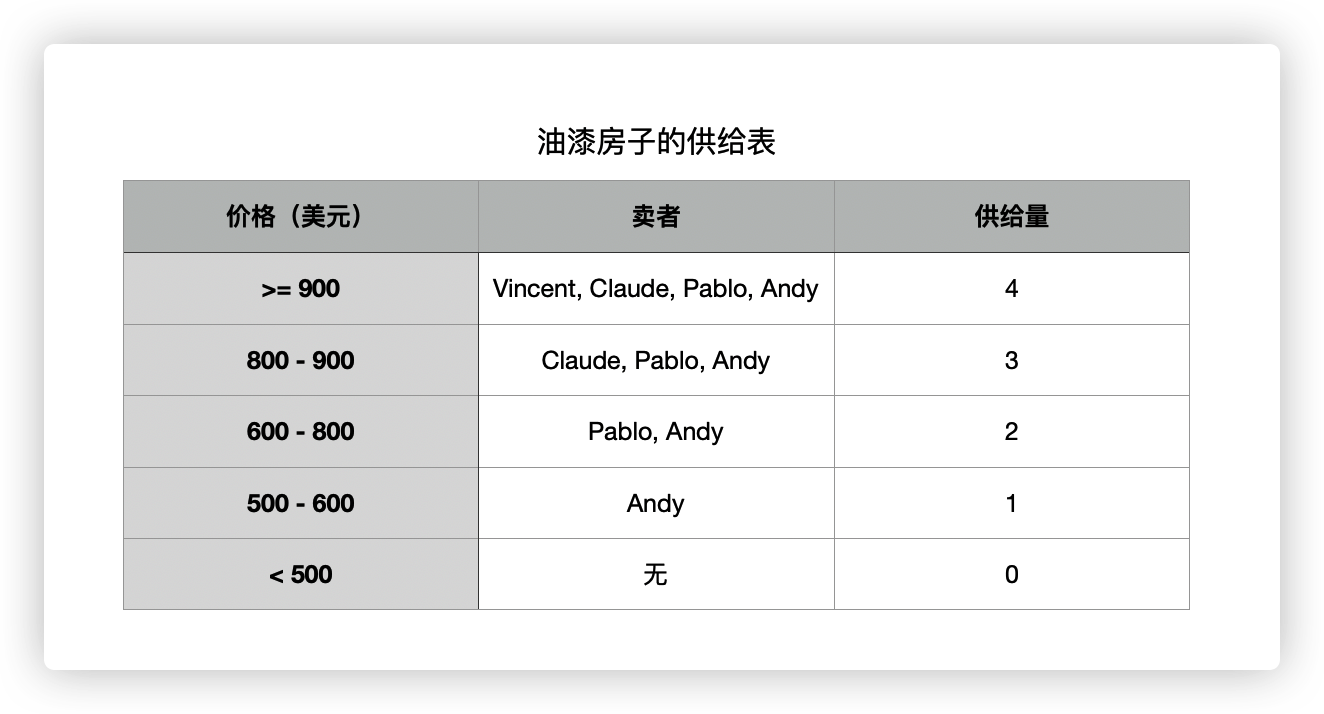 油漆房子的供给表
价格（美元） 卖者 供给量
>= 900 Vincent, Claude, Pablo, Andy 4
800 - 900 Claude, Pablo, Andy 3
600 - 800 Pablo, Andy 2
500 - 600 Andy 1
< 500 无 0